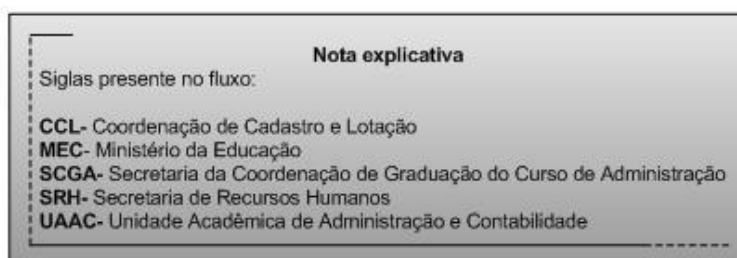 Nota explicativa
Siglas presente no fluxo:
CCL- Coordenação de Cadastro e Lotação
MEC- Ministério da Educação
SCGA- Secretaria da Coordenação de Graduação do Curso de Administração
SRH- Secretaria de Recursos Humanos
UAAC- Unidade Acadêmica de Administração e Contabilidade